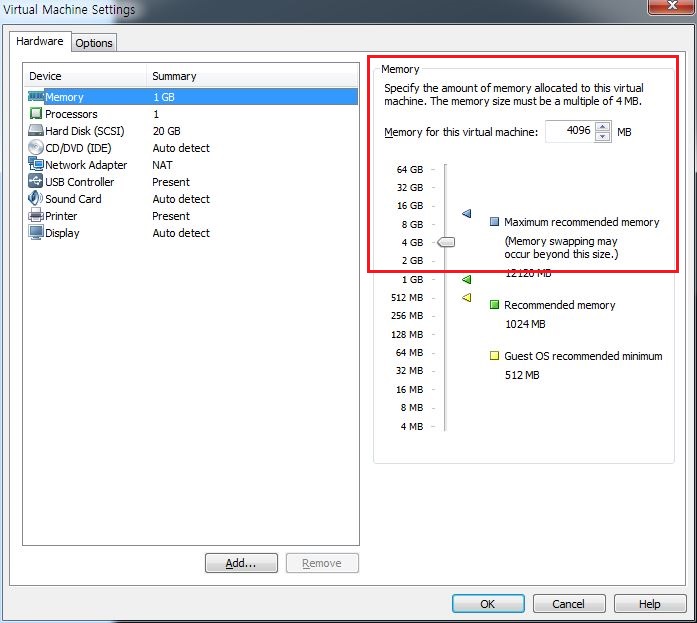 Virtual Machine Settings
Hardware Options
Device Summary
Memory 1 GB
Processors 1
Hard Disk (SCSI) 20 GB
CD/DVD (IDE) Auto detect
Network Adapter NAT
USB Controller Present
Sound Card Auto detect
Printer Present
Display Auto detect
Add... Remove
Memory
Specify the amount of memory allocated to this virtual
machine. The memory size must be a multiple of 4 MB.
Memory for this virtual machine: 4096 MB
64 GB
32 GB
16 GB
8 GB
4 GB
2 GB
1 GB
512 MB
256 MB
128 MB
64 MB
32 MB
16 MB
8 MB
4 MB
Maximum recommended memory
(Memory swapping may
occur beyond this size.)
MB
Recommended memory
1024 MB
Guest OS recommended minimum
512 MB
OK Cancel Help